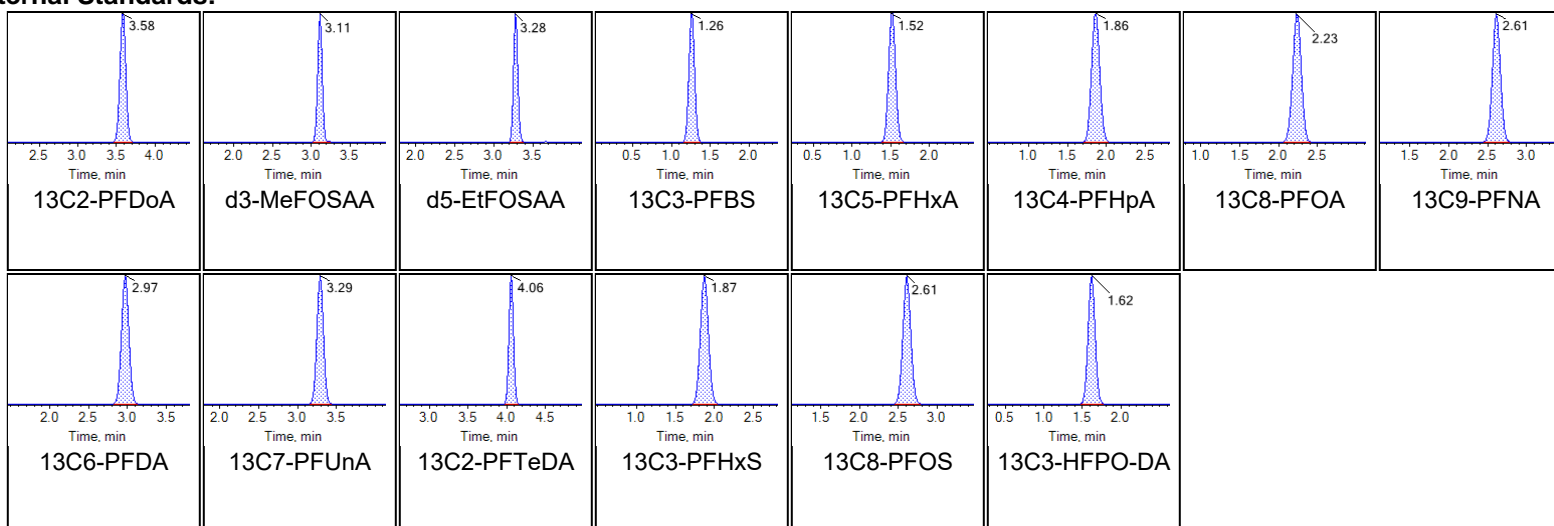 ternal Standards:
3.58 3.11 3.28 1.26 1.52 1.86 2.23 2.61
2.5 3.0 3.5 4.0 2.0 2.5 3.0 3.5 2.0 2.5 3.0 3.5 0.5 1.0 1.5 2.0 0.5 1.0 1.5 2.0 1.0 1.5 2.0 2.5 1.0 1.5 2.0 2.5 1.5 2.0 2.5 3.0
Time, min Time, min Time, min Time, min Time, min Time, min Time, min Time, min
13C2-PFDoA d3-MeFOSAA d5-EtFOSAA 13C3-PFBS 13C5-PFHxA 13C4-PFHpA 13C8-PFOA 13C9-PFNA
2.97 3.29 4.06 1.87 2.61 1.62
2.0 2.5 3.0 3.5 2.0 2.5 3.0 3.5 3.0 3.5 4.0 4.5 1.0 1.5 2.0 2.5 1.5 2.0 2.5 3.0 0.5 1.0 1.5 2.0
Time, min Time, min Time, min Time, min Time, min Time, min
13C6-PFDA 13C7-PFUnA 13C2-PFTeDA 13C3-PFHxS 13C8-PFOS 13C3-HFPO-DA